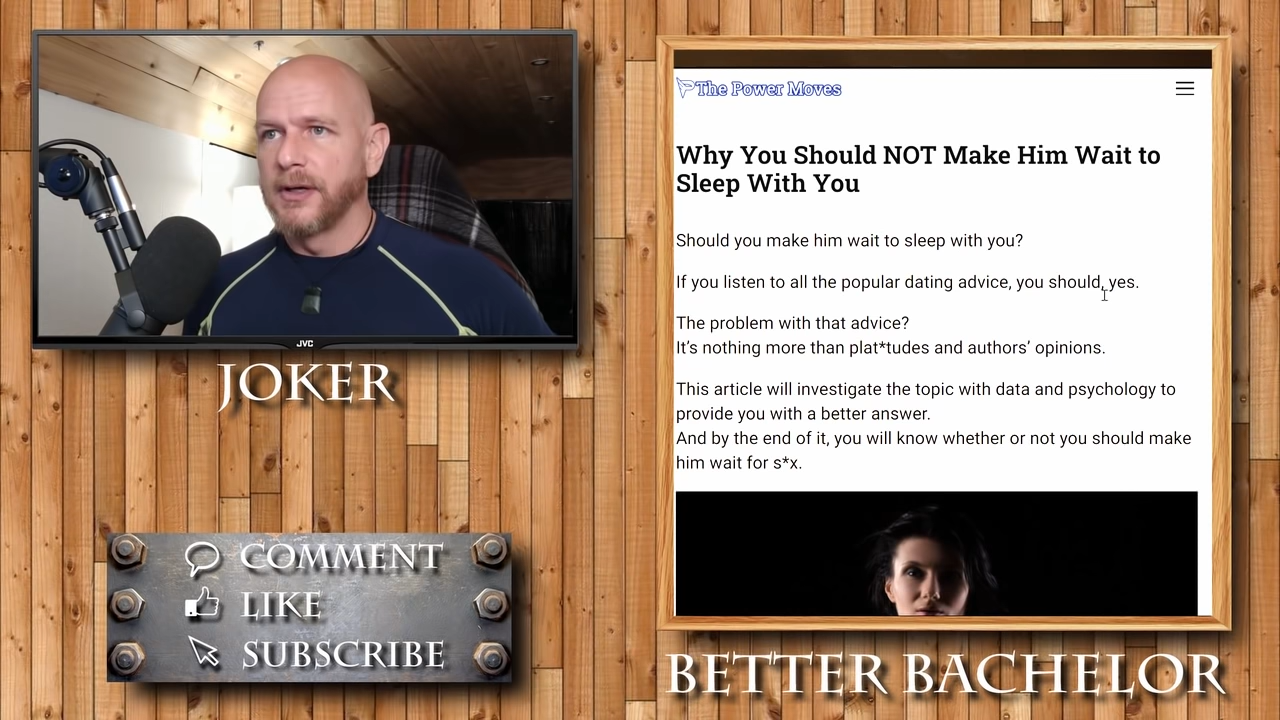 JVC
JOKER
COMMENT
LIKE
SUBSCRIBE
The Power Moves
Why You Should NOT Make Him Wait to
Sleep With You
Should you make him wait to sleep with you?
If you listen to all the popular dating advice, you should, yes.
The problem with that advice?
It's nothing more than plat*tudes and authors' opinions.
This article will investigate the topic with data and psychology to
provide you with a better answer.
And by the end of it, you will know whether or not you should make
him wait for s*x.
BETTER BACHELOR